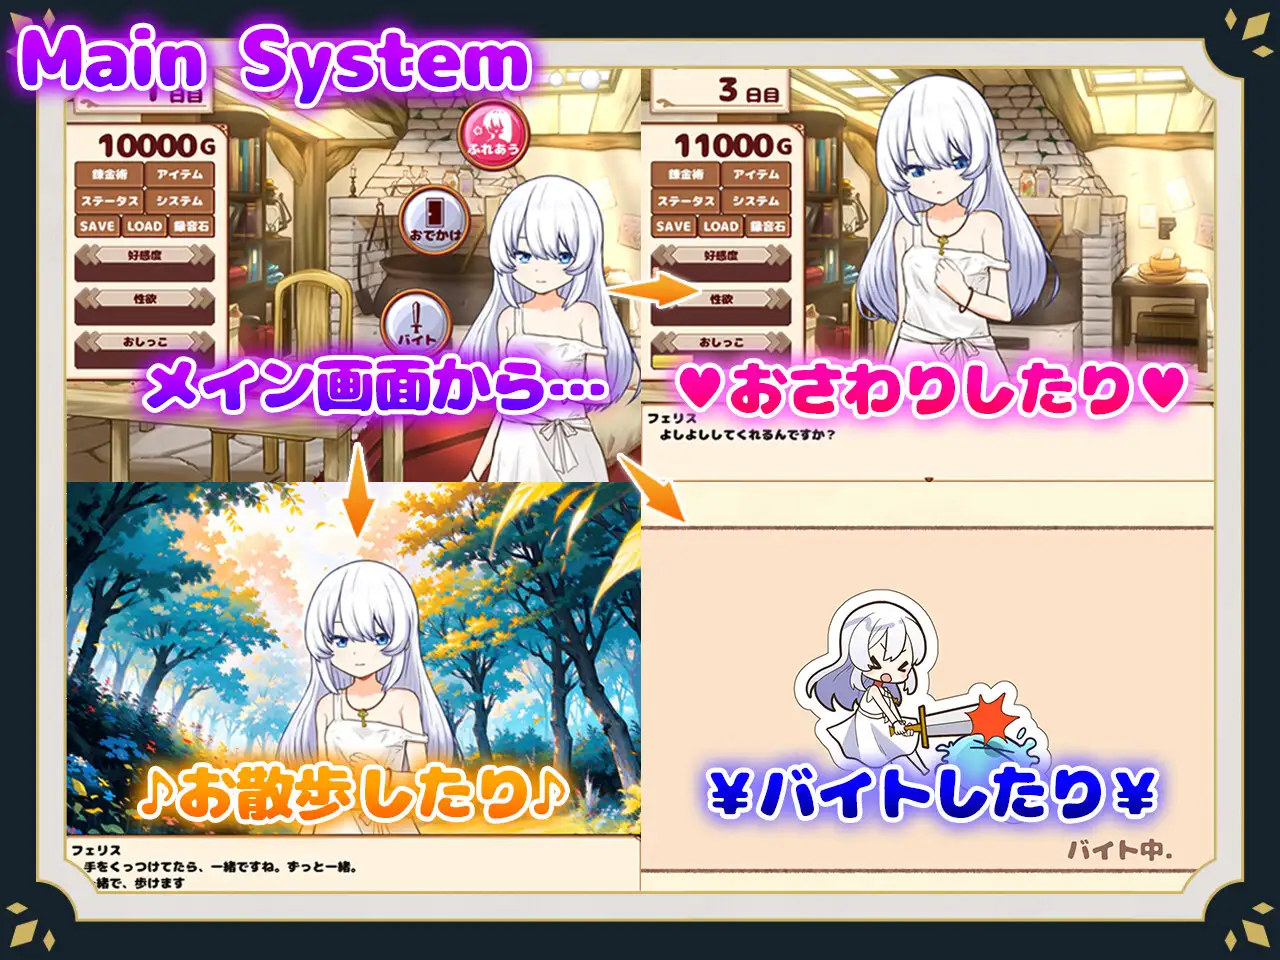 Main System
1 日目
10000G
錬金術 アイテム
ステータス システム
SAVE LOAD 録音石
好感度
性欲
おしっこ
ふれあう
おでかけ
バイト
メイン画面から…
3 日目
11000G
錬金術 アイテム
ステータス システム
SAVE LOAD 録音石
好感度
性欲
おしっこ
♥おさわりしたり♥
フェリス
よしよししてくれるんですか?
♪お散歩したり♪
フェリス
手をくっつけてたら、一緒ですね。ずっと一緒。
緒で、歩けます
¥バイトしたり¥
バイト中.